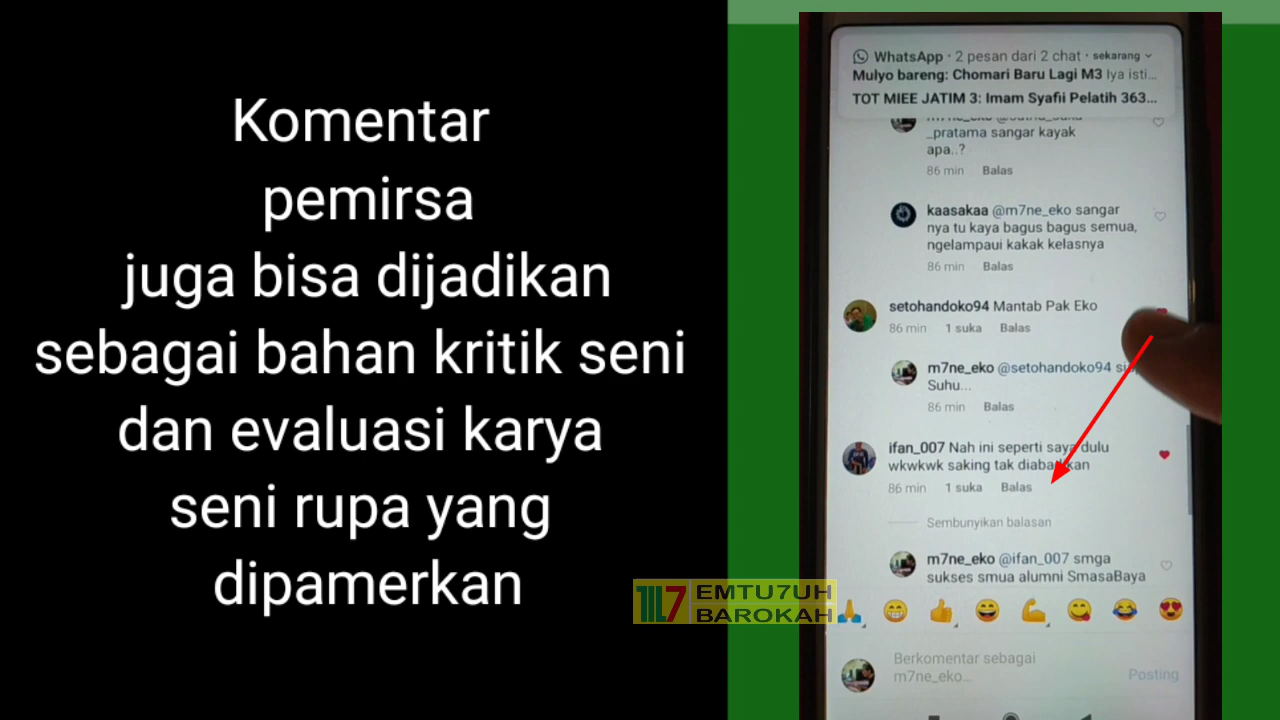 Komentar
pemirsa
juga bisa dijadikan
sebagai bahan kritik seni
dan evaluasi karya
seni rupa yang
dipamerkan
WhatsApp · 2 pesan dari 2 chat · sekarang
Mulyo bareng: Chomari Baru Lagi M3 Iya isti...
TOT MIEE JATIM 3: Imam Syafii Pelatih 363...
_pratama sangar kayak
apa..?
86 min Balas
kaasakaa @m7ne_eko sangar
nya tu kaya bagus bagus semua,
ngelampaui kakak kelasnya
86 min Balas
setohandoko94 Mantab Pak Eko
86 min 1 suka Balas
m7ne_eko @setohandoko94
Suhu...
86 min Balas
ifan_007 Nah ini seperti saya dulu
wkwkwk saking tak diabadikan
86 min 1 suka Balas
Sembunyikan balasan
m7ne_eko @ifan_007 smga
sukses smua alumni SmasaBaya
Berkomentar sebagai
m7ne_eko...
Posting
EMTU7UH
BAROKAH